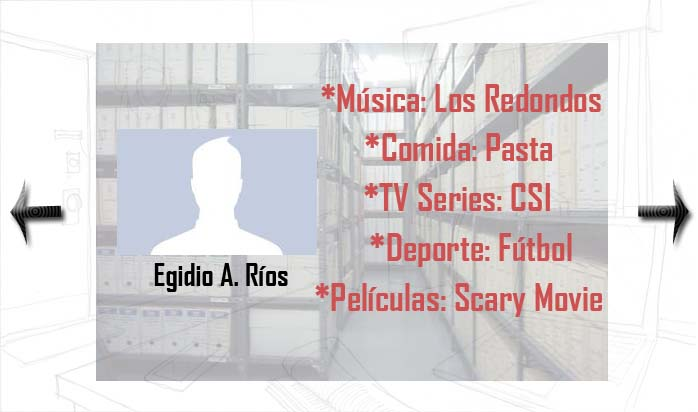 *Música: Los Redondos
*Comida: Pasta
*TV Series: CSI
*Deporte: Fútbol
*Películas: Scary Movie
Egidio A. Ríos